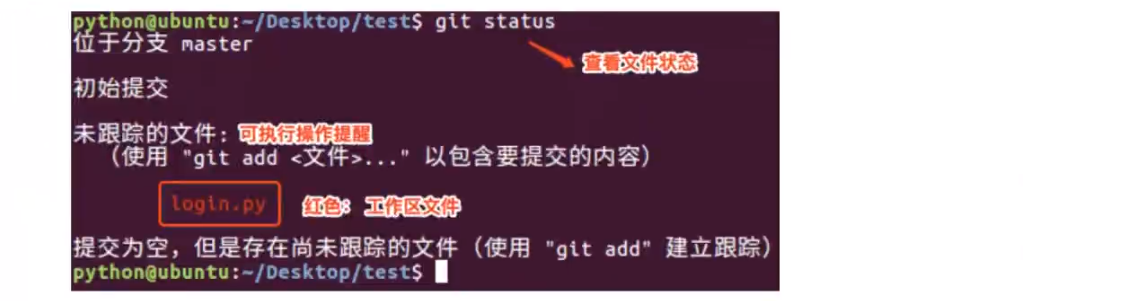 python@ubuntu:~/Desktop/test$ git status
位于分支 master
查看文件状态
初始提交
未跟踪的文件: 可执行操作提醒
（使用 "git add <文件>..." 以包含要提交的内容）
login.py 红色： 工作区文件
提交为空，但是存在尚未跟踪的文件（使用 "git add" 建立跟踪）
python@ubuntu:~/Desktop/test$